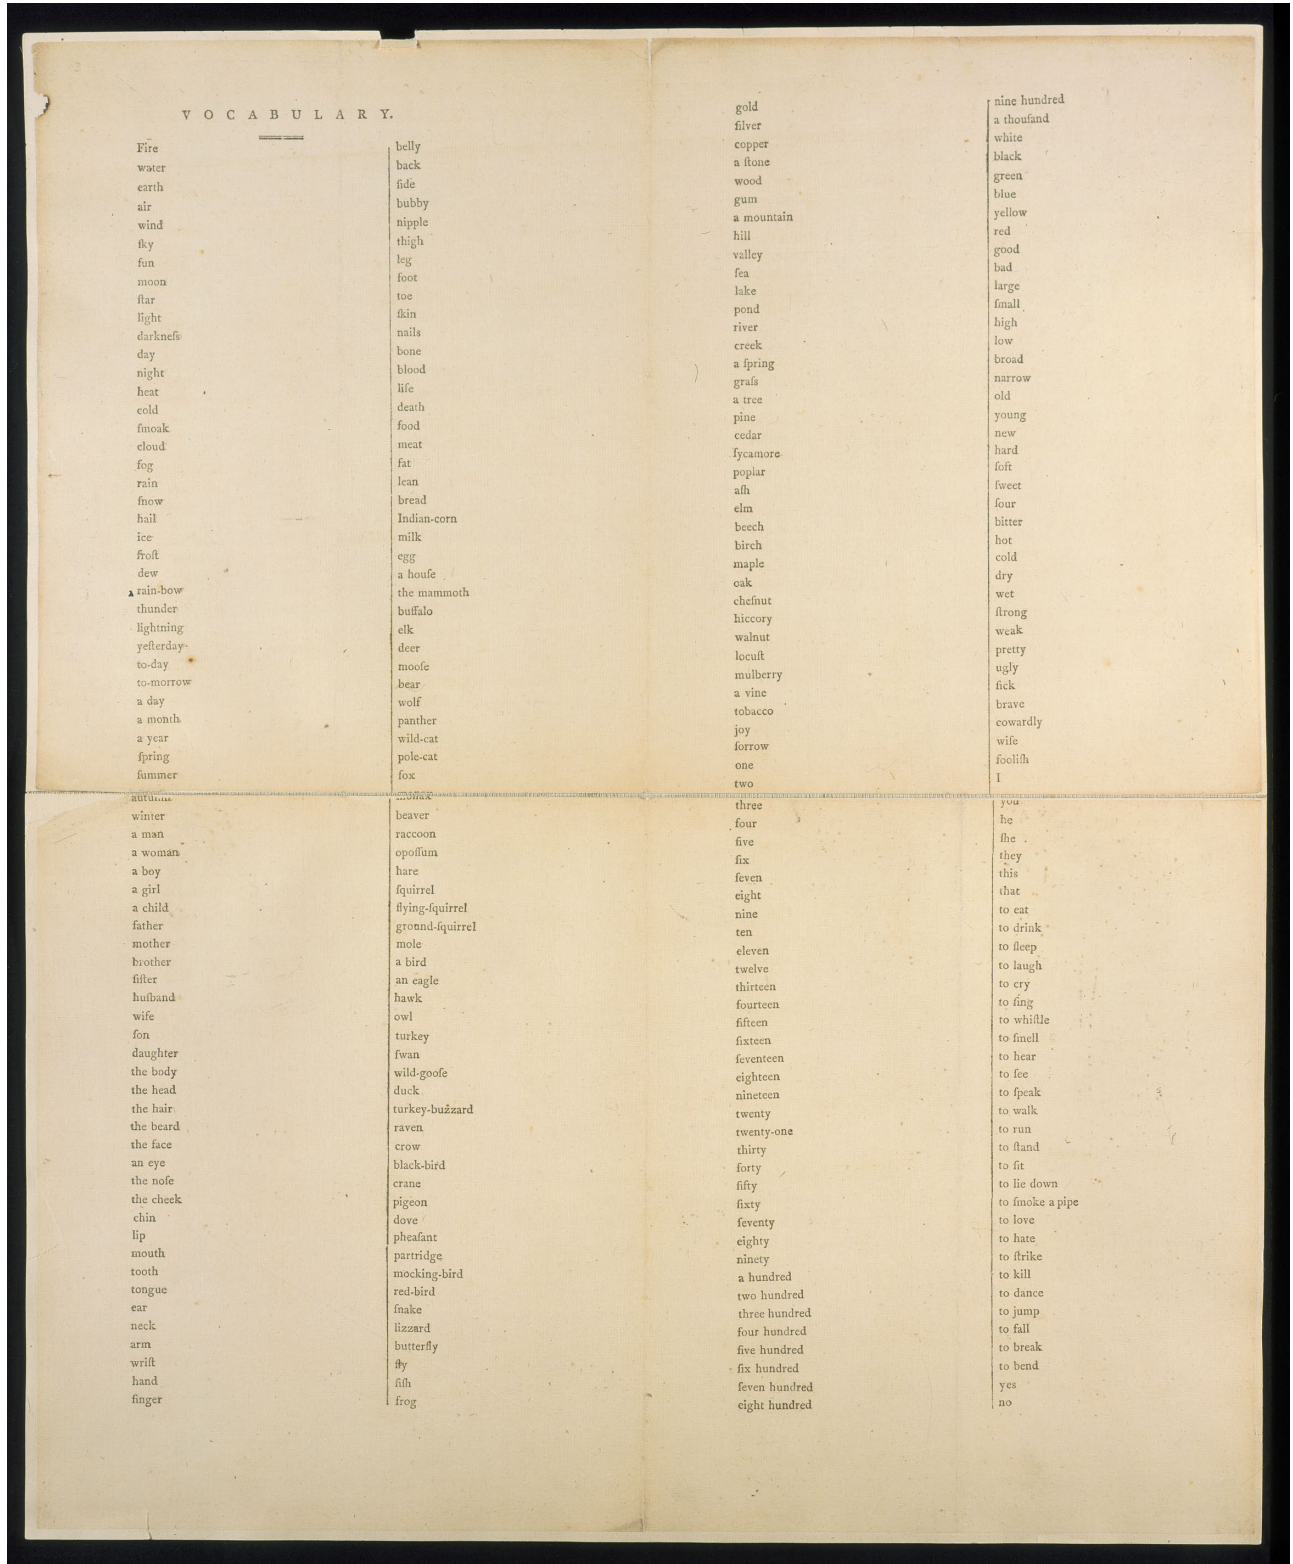 VOCABULARY.
Fire
water
earth
air
wind
ſky
ſun
moon
ſtar
light
darkneſs
day
night
heat
cold
ſmoak
cloud
fog
rain
ſnow
hail
ice
froſt
dew
rain-bow
thunder
lightning
yeſterday
to-day
to-morrow
a day
a month
a year
ſpring
ſummer
autumn
winter
a man
a woman
a boy
a girl
a child
father
mother
brother
ſiſter
huſband
wife
ſon
daughter
the body
the head
the hair
the beard
the face
an eye
the noſe
the cheek
chin
lip
mouth
tooth
tongue
ear
neck
arm
wriſt
hand
finger
belly
back
ſide
bubby
nipple
thigh
leg
foot
toe
ſkin
nails
bone
blood
life
death
food
meat
fat
lean
bread
Indian-corn
milk
egg
a houſe
the mammoth
buffalo
elk
deer
mooſe
bear
wolf
panther
wild-cat
pole-cat
fox
beaver
raccoon
opoſſum
hare
ſquirrel
flying-ſquirrel
ground-ſquirrel
mole
a bird
an eagle
hawk
owl
turkey
ſwan
wild-gooſe
duck
turkey-buzzard
raven
crow
black-bird
crane
pigeon
dove
pheaſant
partridge
mocking-bird
red-bird
ſnake
lizzard
butterfly
fly
fiſh
frog
gold
ſilver
copper
a ſtone
wood
gum
a mountain
hill
valley
ſea
lake
pond
river
creek
a ſpring
graſs
a tree
pine
cedar
ſycamore
poplar
aſh
elm
beech
birch
maple
oak
cheſnut
hiccory
walnut
locuſt
mulberry
a vine
tobacco
joy
ſorrow
one
two
three
four
five
ſix
ſeven
eight
nine
ten
eleven
twelve
thirteen
fourteen
fifteen
ſixteen
ſeventeen
eighteen
nineteen
twenty
twenty-one
thirty
forty
fifty
ſixty
ſeventy
eighty
ninety
a hundred
two hundred
three hundred
four hundred
five hundred
ſix hundred
ſeven hundred
eight hundred
nine hundred
a thouſand
white
black
green
blue
yellow
red
good
bad
large
ſmall
high
low
broad
narrow
old
young
new
hard
ſoft
ſweet
ſour
bitter
hot
cold
dry
wet
ſtrong
weak
pretty
ugly
ſick
brave
cowardly
wiſe
fooliſh
I
you
he
ſhe
they
this
that
to eat
to drink
to ſleep
to laugh
to cry
to ſing
to whiſtle
to ſmell
to hear
to ſee
to ſpeak
to walk
to run
to ſtand
to ſit
to lie down
to ſmoke a pipe
to love
to hate
to ſtrike
to kill
to dance
to jump
to fall
to break
to bend
yes
no